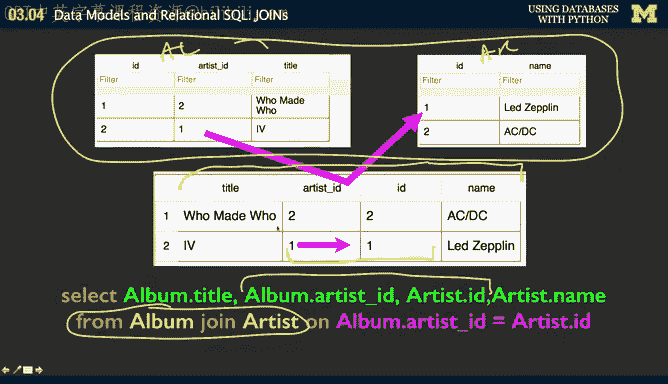 03.04 Data Models and Relational SQL: JOINs
USING DATABASES
WITH PYTHON
M
AL
AR
id artist_id title
Filter Filter Filter
1 2 Who Made Who
2 1 IV
id name
Filter Filter
1 Led Zepplin
2 AC/DC
title artist_id id name
1 Who Made Who 2 2 AC/DC
2 IV 1 1 Led Zepplin
select Album.title, Album.artist_id, Artist.id,Artist.name
from Album join Artist on Album.artist_id = Artist.id